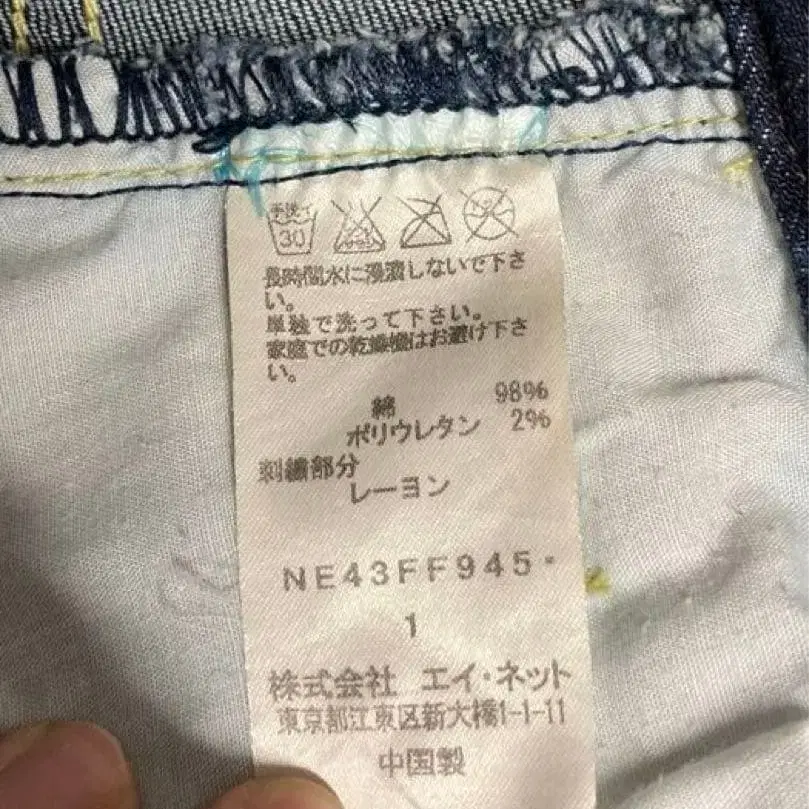 手洗イ
30
長時間水に浸漬しないで下さ
い。
単独で洗って下さい。
家庭での乾燥機はお避け下さ
い。
綿 98%
ポリウレタン 2%
刺繍部分
レーヨン
NE43FF945-
1
株式会社 エイ・ネット
東京都江東区新大橋1-1-11
中国製